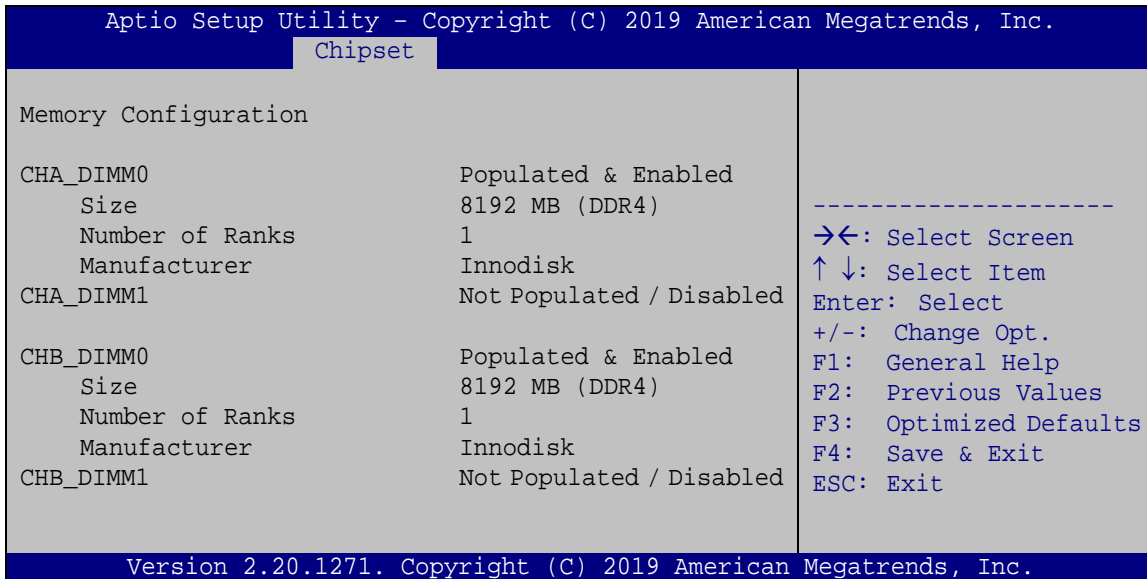 Aptio Setup Utility – Copyright (C) 2019 American Megatrends, Inc.
Chipset
Memory Configuration
CHA_DIMM0 Populated & Enabled
Size 8192 MB (DDR4)
Number of Ranks 1
Manufacturer Innodisk
CHA_DIMM1 Not Populated / Disabled
CHB_DIMM0 Populated & Enabled
Size 8192 MB (DDR4)
Number of Ranks 1
Manufacturer Innodisk
CHB_DIMM1 Not Populated / Disabled
---------------------
→←: Select Screen
↑ ↓: Select Item
Enter: Select
+/-: Change Opt.
F1: General Help
F2: Previous Values
F3: Optimized Defaults
F4: Save & Exit
ESC: Exit
Version 2.20.1271. Copyright (C) 2019 American Megatrends, Inc.